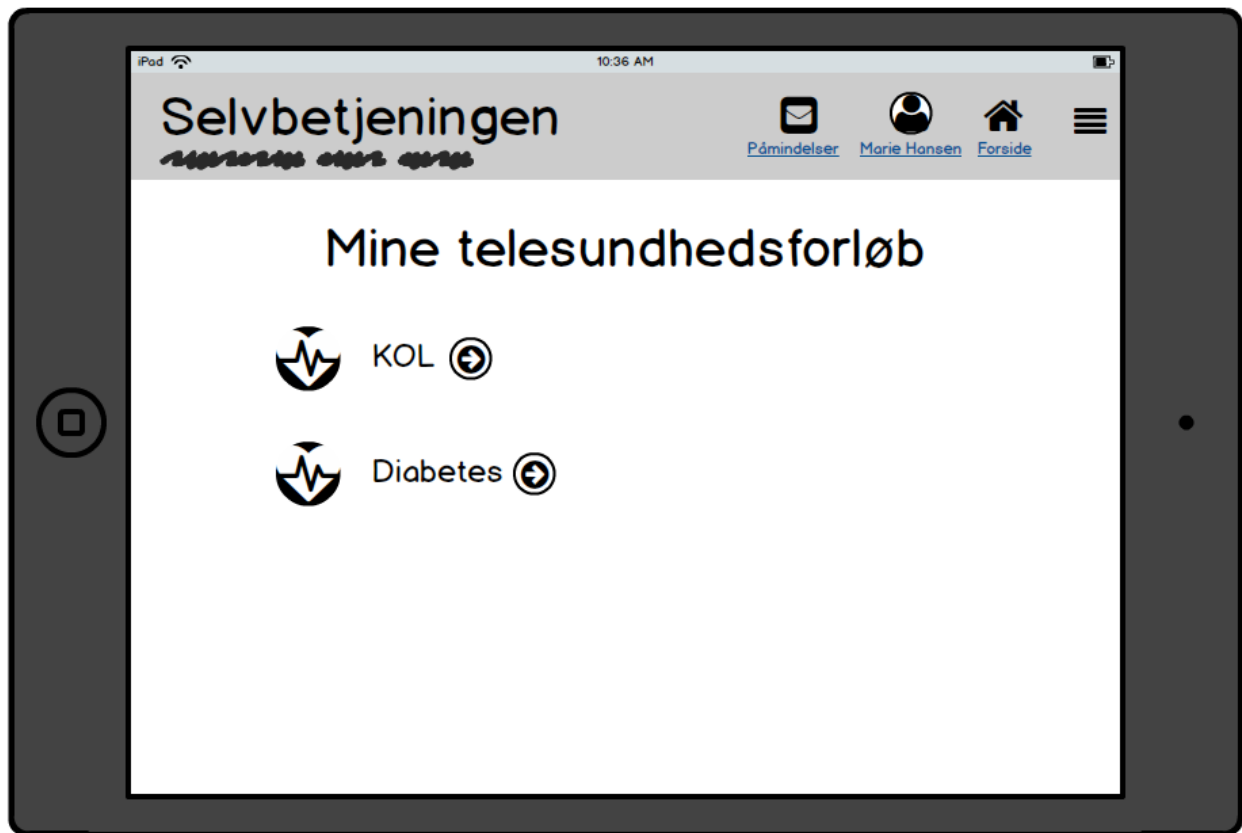 iPad 10:36 AM
Selvbetjeningen
Påmindelser Marie Hansen Forside
Mine telesundhedsforløb
KOL
Diabetes